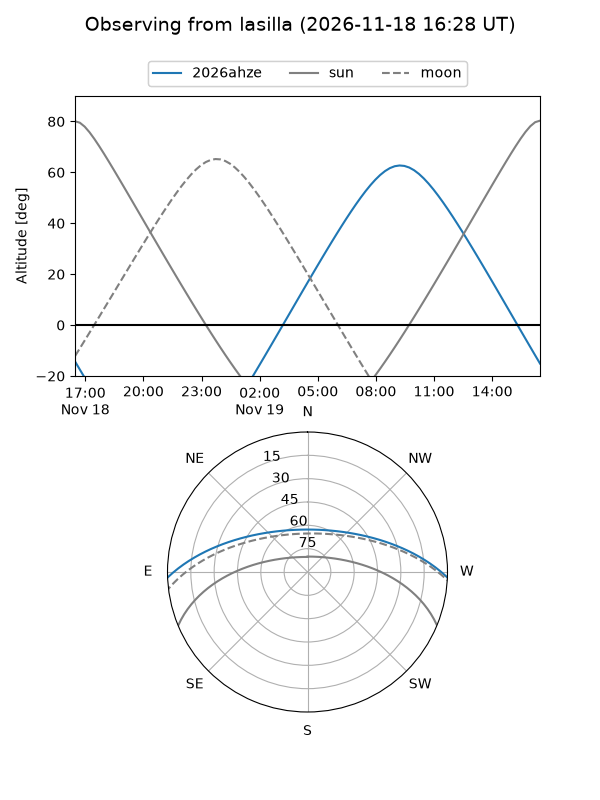 Observing from lasilla (2026-11-18 16:28 UT)
2026ahze sun moon
Altitude [deg]
80
60
40
20
0
−20
17:00 20:00 23:00 02:00 05:00 08:00 11:00 14:00
Nov 18 Nov 19
N
NE NW
15
30
45
60
75
E W
SE SW
S